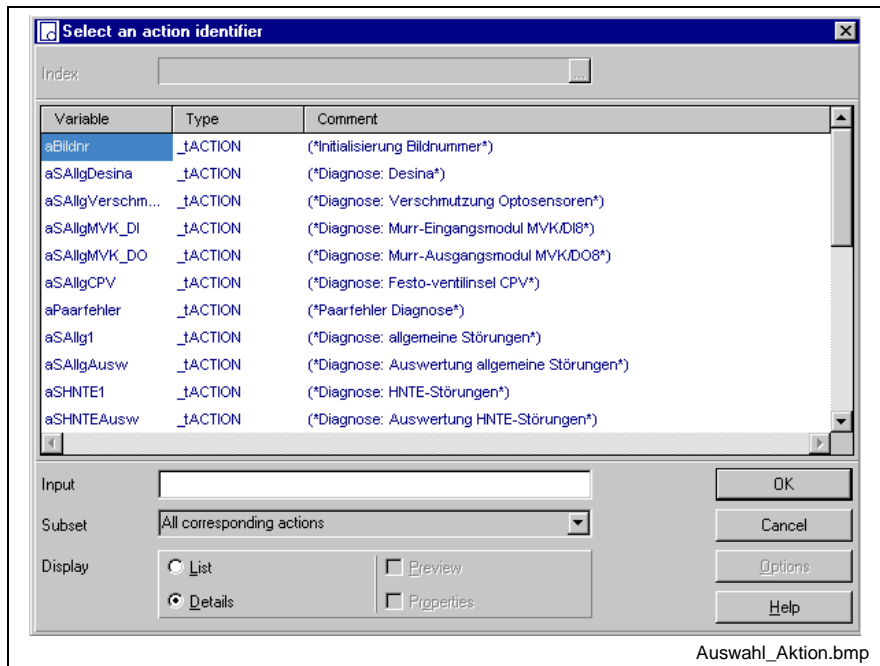 Select an action identifier
Index ...
Variable Type Comment
aBildnr _tACTION (*Initialisierung Bildnummer*)
aSAllgDesina _tACTION (*Diagnose: Desina*)
aSAllgVerschm... _tACTION (*Diagnose: Verschmutzung Optosensoren*)
aSAllgMVK_DI _tACTION (*Diagnose: Murr-Eingangsmodul MVK/DI8*)
aSAllgMVK_DO _tACTION (*Diagnose: Murr-Ausgangsmodul MVK/DO8*)
aSAllgCPV _tACTION (*Diagnose: Festo-ventilinsel CPV*)
aPaarfehler _tACTION (*Paarfehler Diagnose*)
aSAllg1 _tACTION (*Diagnose: allgemeine Störungen*)
aSAllgAusw _tACTION (*Diagnose: Auswertung allgemeine Störungen*)
aSHNTE1 _tACTION (*Diagnose: HNTE-Störungen*)
aSHNTEAusw _tACTION (*Diagnose: Auswertung HNTE-Störungen*)
Input OK
Subset All corresponding actions Cancel
Display List Preview Options
Details Properties Help
Auswahl_Aktion.bmp